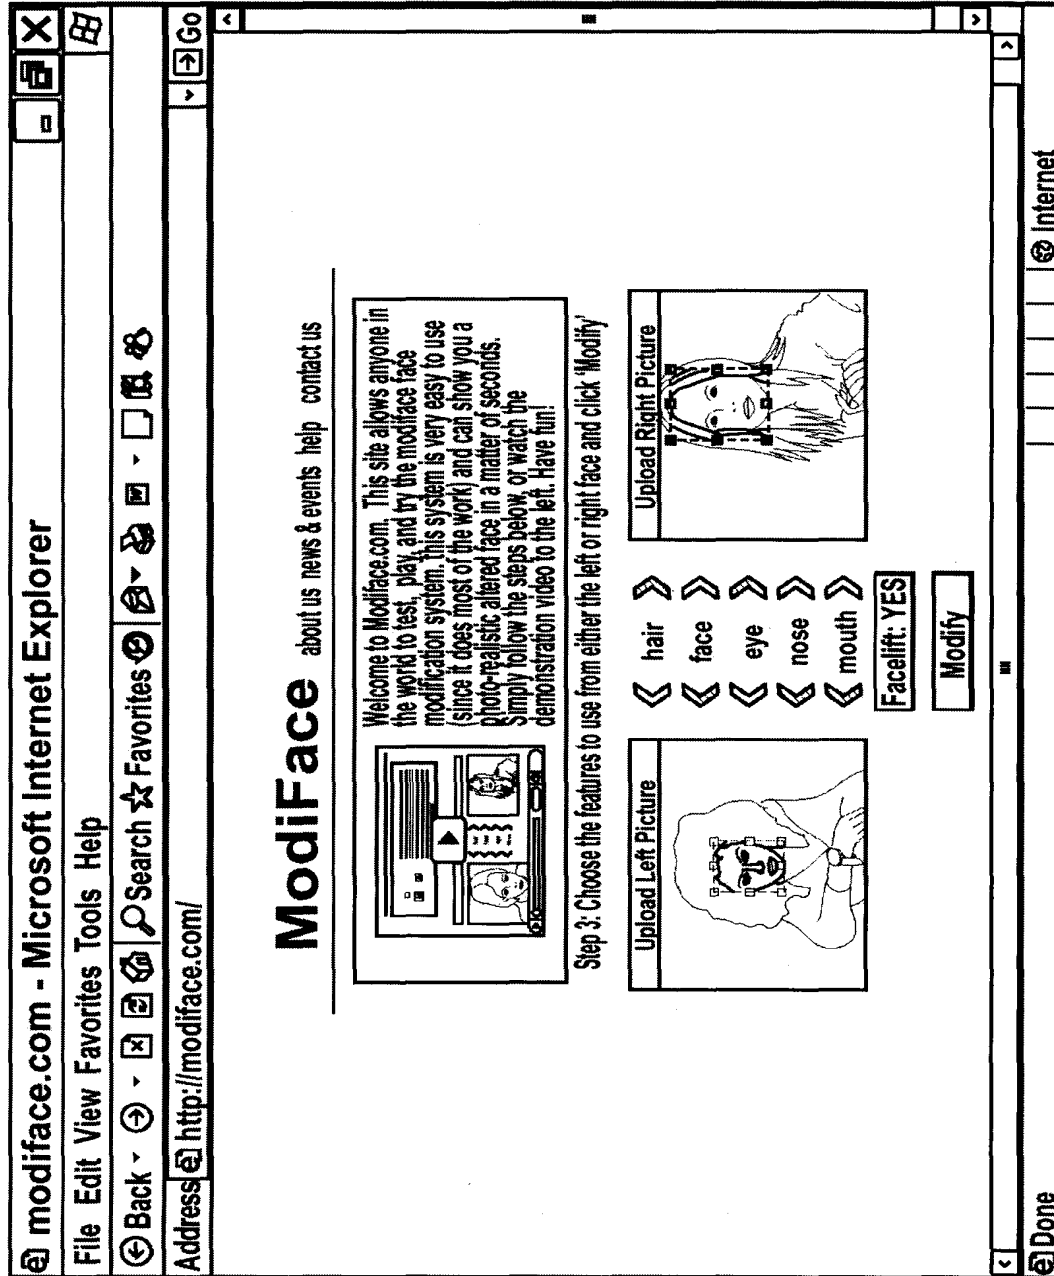 modiface.com - Microsoft Internet Explorer
File Edit View Favorites Tools Help
Back Search Favorites
Address http://modiface.com/ Go
ModiFace about us news & events help contact us
Welcome to Modiface.com. This site allows anyone in
the world to test, play, and try the modiface face
modification system. this system is very easy to use
(since it does most of the work) and can show you a
photo-realistic altered face in a matter of seconds.
Simply follow the steps below, or watch the
demonstration video to the left. Have fun!
Step 3: Choose the features to use from either the left or right face and click 'Modify'
Upload Left Picture
hair
face
eye
nose
mouth
Facelift: YES
Modify
Upload Right Picture
Done Internet